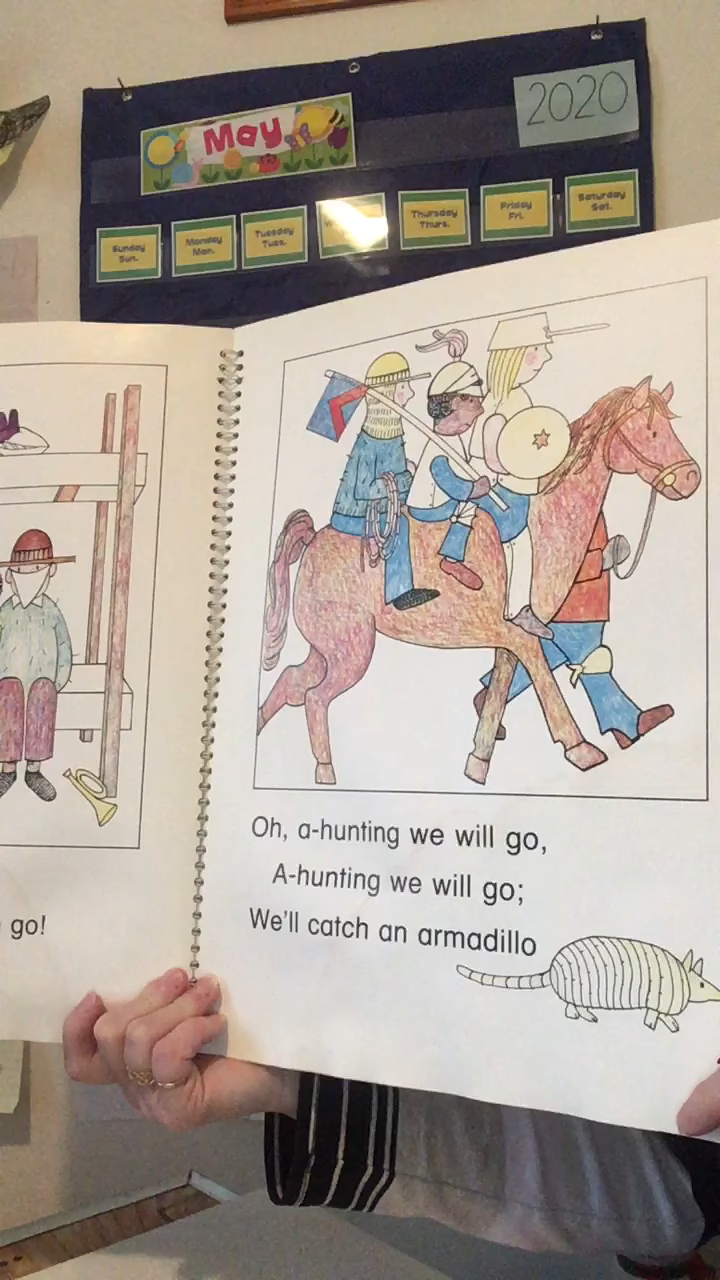 May
2020
Sunday
Sun.
Monday
Mon.
Tuesday
Tues.
Thursday
Thurs.
Friday
Fri.
Saturday
Sat.
go!
Oh, a-hunting we will go,
A-hunting we will go;
We'll catch an armadillo